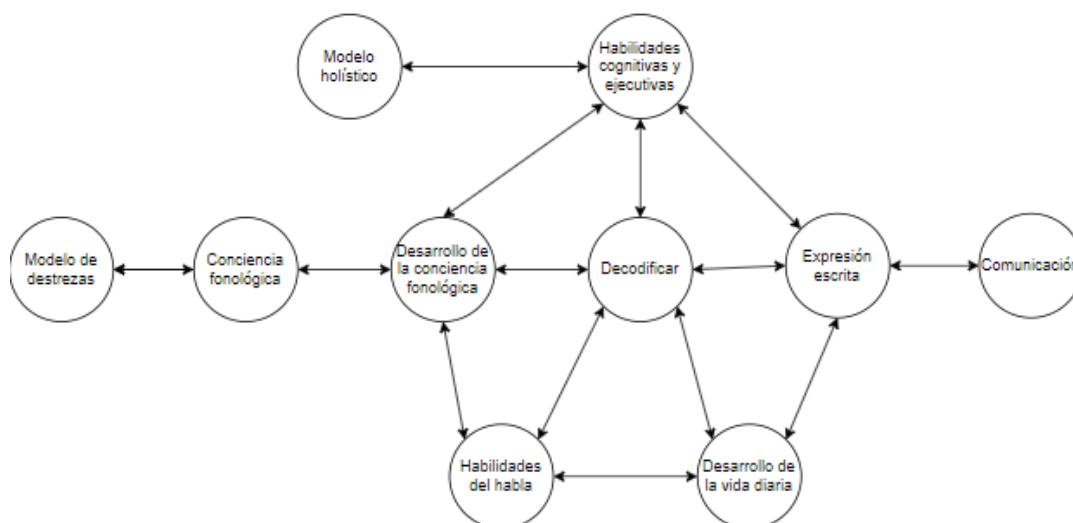 Modelo
holístico
Habilidades
cognitivas y
ejecutivas
Modelo de
destrezas
Conciencia
fonológica
Desarrollo de
la conciencia
fonológica
Decodificar
Expresión
escrita
Comunicación
Habilidades
del habla
Desarrollo de
la vida diaria